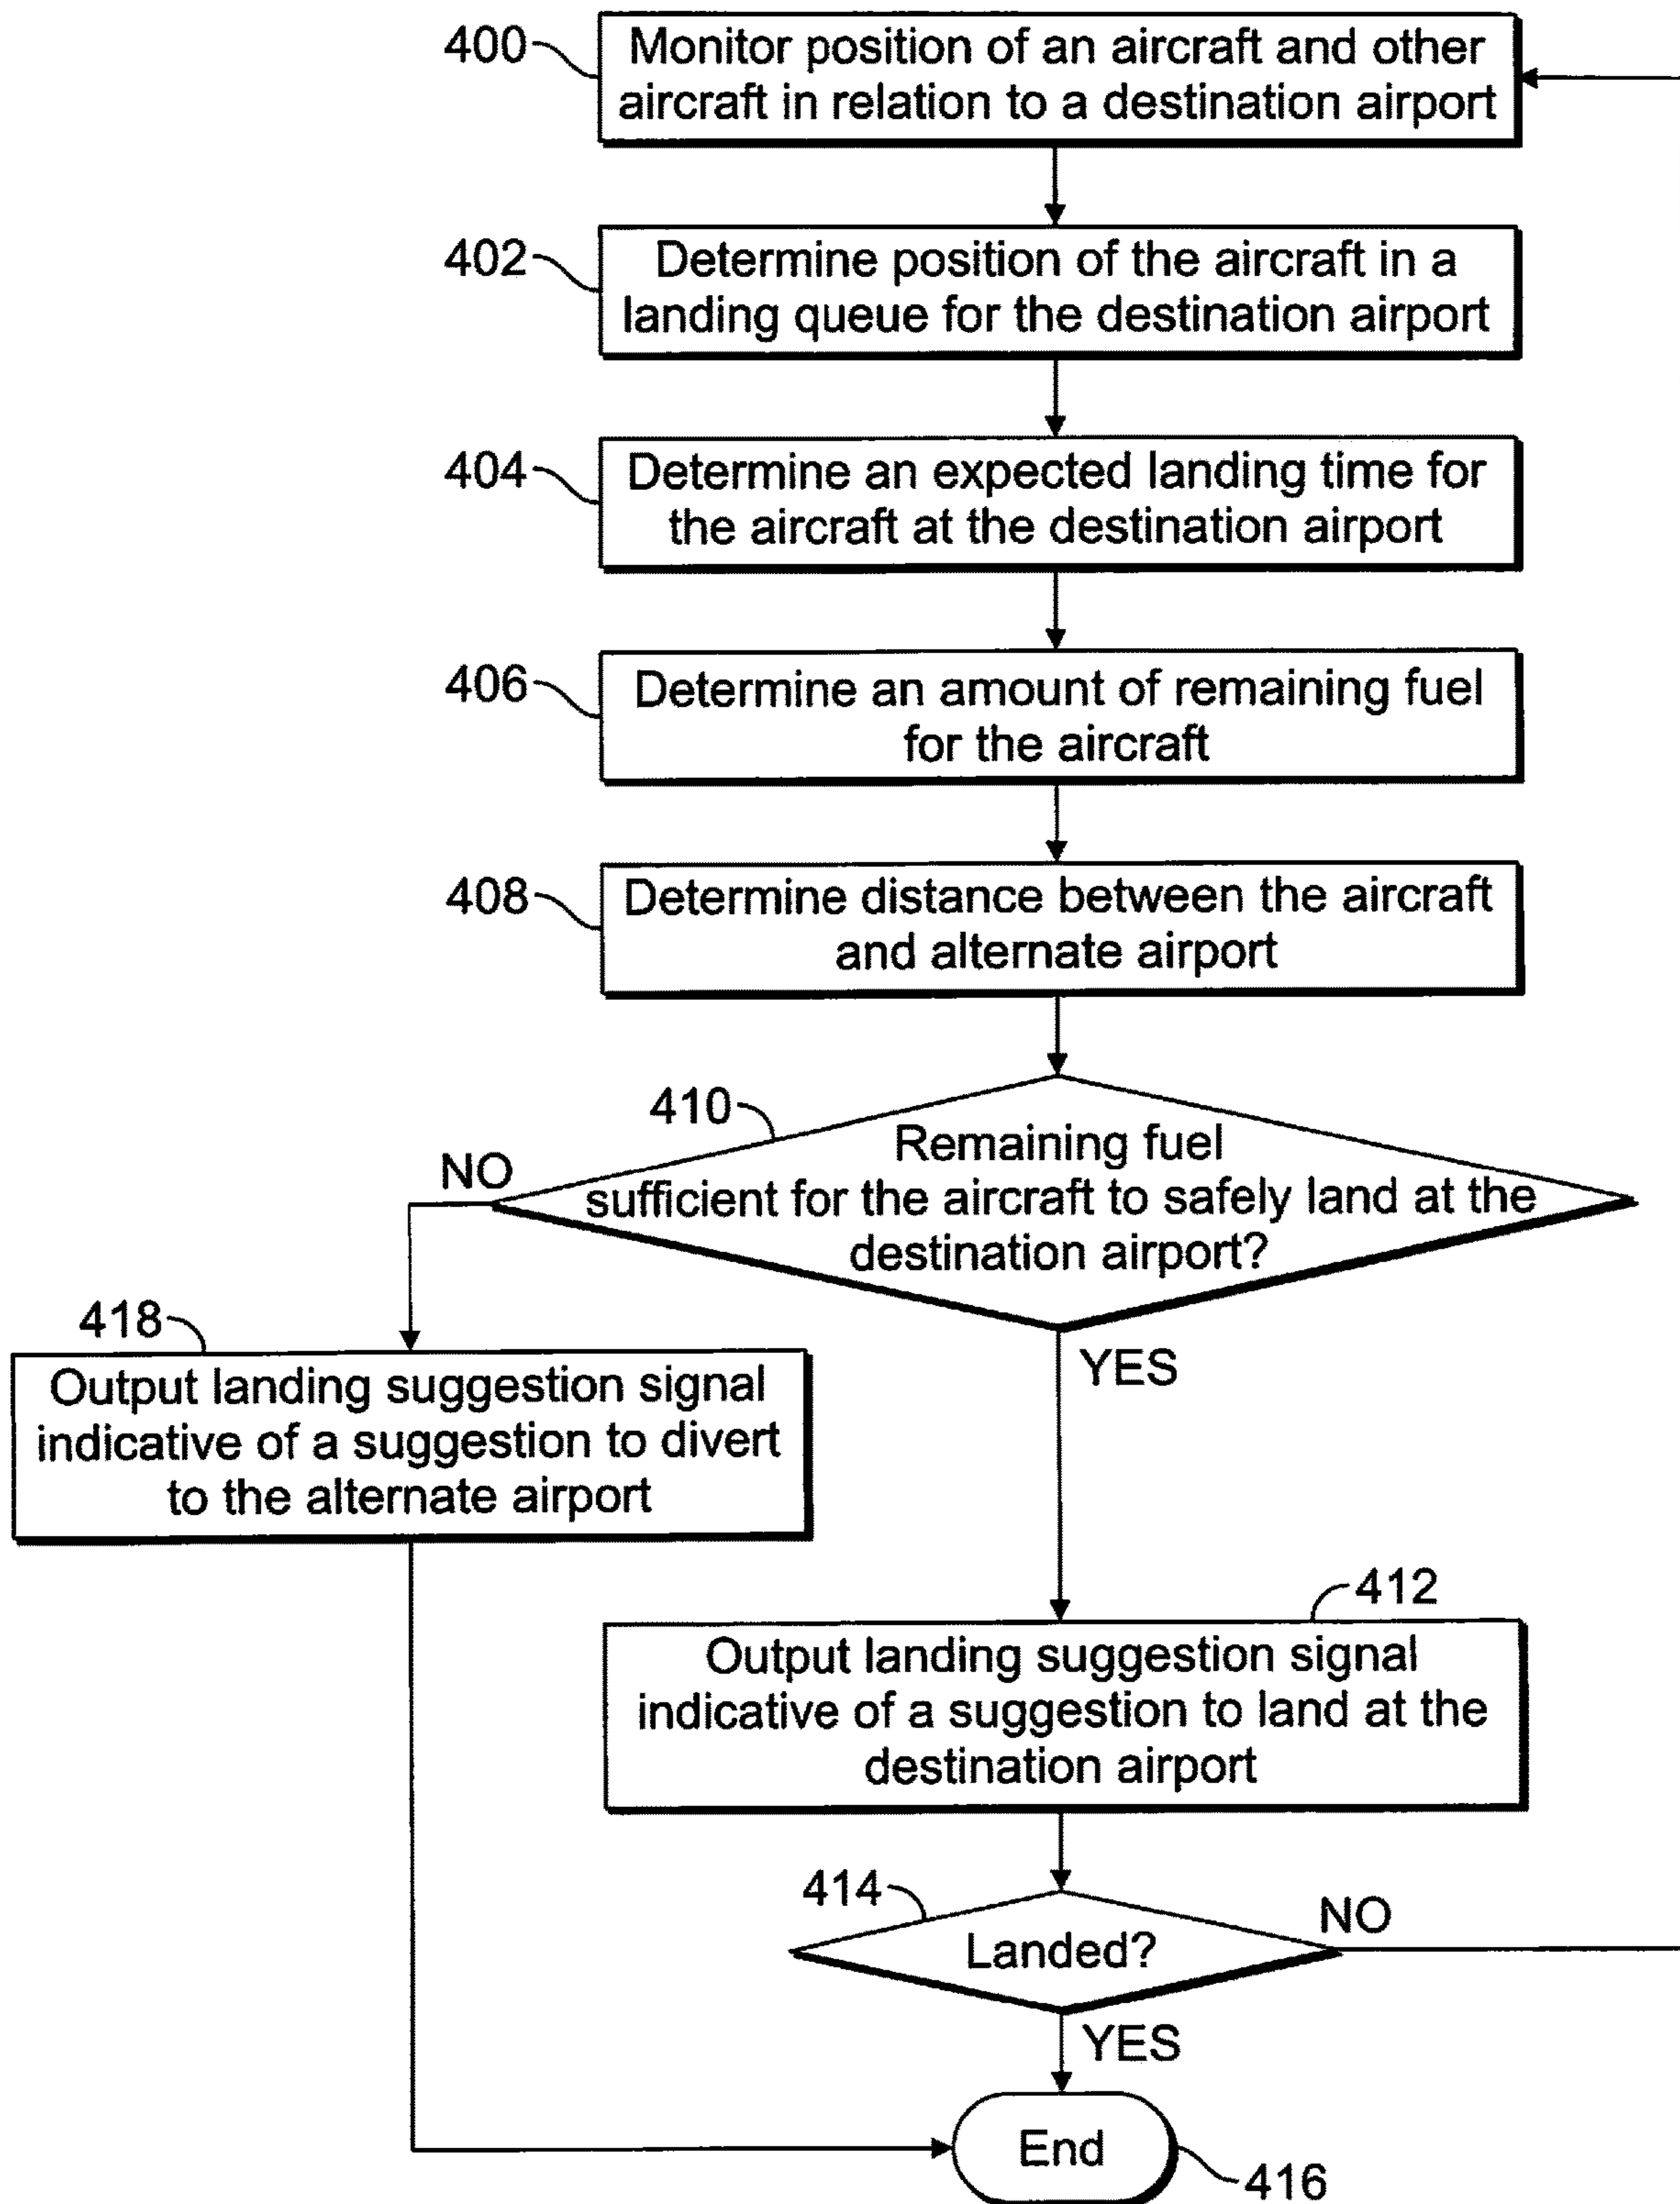 400
Monitor position of an aircraft and other
aircraft in relation to a destination airport
402
Determine position of the aircraft in a
landing queue for the destination airport
404
Determine an expected landing time for
the aircraft at the destination airport
406
Determine an amount of remaining fuel
for the aircraft
408
Determine distance between the aircraft
and alternate airport
410
Remaining fuel
sufficient for the aircraft to safely land at the
destination airport?
NO
YES
418
Output landing suggestion signal
indicative of a suggestion to divert
to the alternate airport
412
Output landing suggestion signal
indicative of a suggestion to land at the
destination airport
414
Landed?
NO
YES
End
416